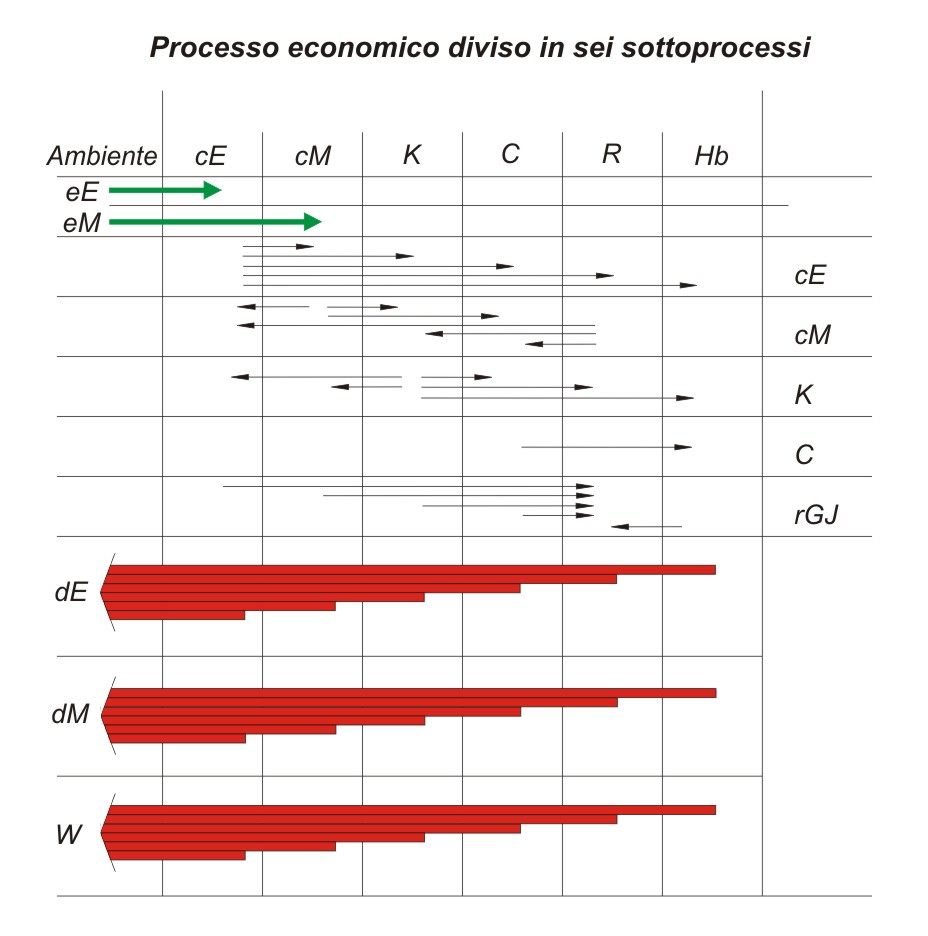 Processo economico diviso in sei sottoprocessi
Ambiente cE cM K C R Hb
eE
eM
cE
cM
K
C
rGJ
dE
dM
W